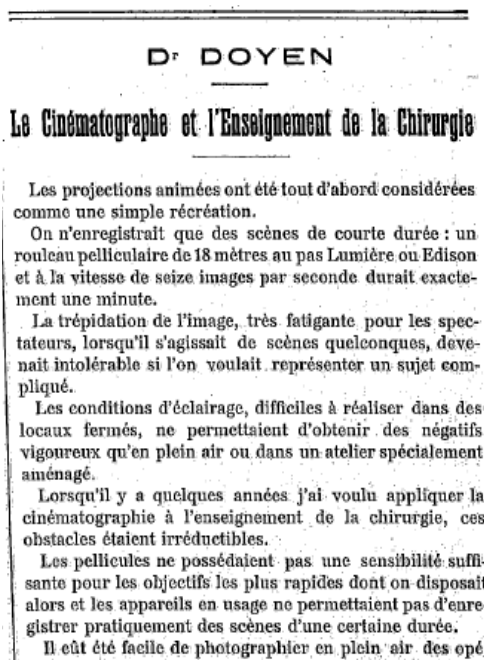 Dr DOYEN
Le Cinématographe et l'Enseignement de la Chirurgie
Les projections animées ont été tout d'abord considérées
comme une simple récréation.
On n'enregistrait que des scènes de courte durée : un
rouleau pelliculaire de 18 mètres au pas Lumière ou Edison
et à la vitesse de seize images par seconde durait exacte-
ment une minute.
La trépidation de l'image, très fatigante pour les spec-
tateurs, lorsqu'il s'agissait de scènes quelconques, deve-
nait intolérable si l'on voulait représenter un sujet com-
pliqué.
Les conditions d'éclairage, difficiles à réaliser dans des
locaux fermés, ne permettaient d'obtenir des négatifs
vigoureux qu'en plein air ou dans un atelier spécialement
aménagé.
Lorsqu'il y a quelques années j'ai voulu appliquer la
cinématographie à l'enseignement de la chirurgie, ces
obstacles étaient irréductibles.
Les pellicules ne possédaient pas une sensibilité suffi-
sante pour les objectifs les plus rapides dont on disposait
alors et les appareils en usage ne permettaient pas d'enre
gistrer pratiquement des scènes d'une certaine durée.
Il eût été facile de photographier en plein air des opé